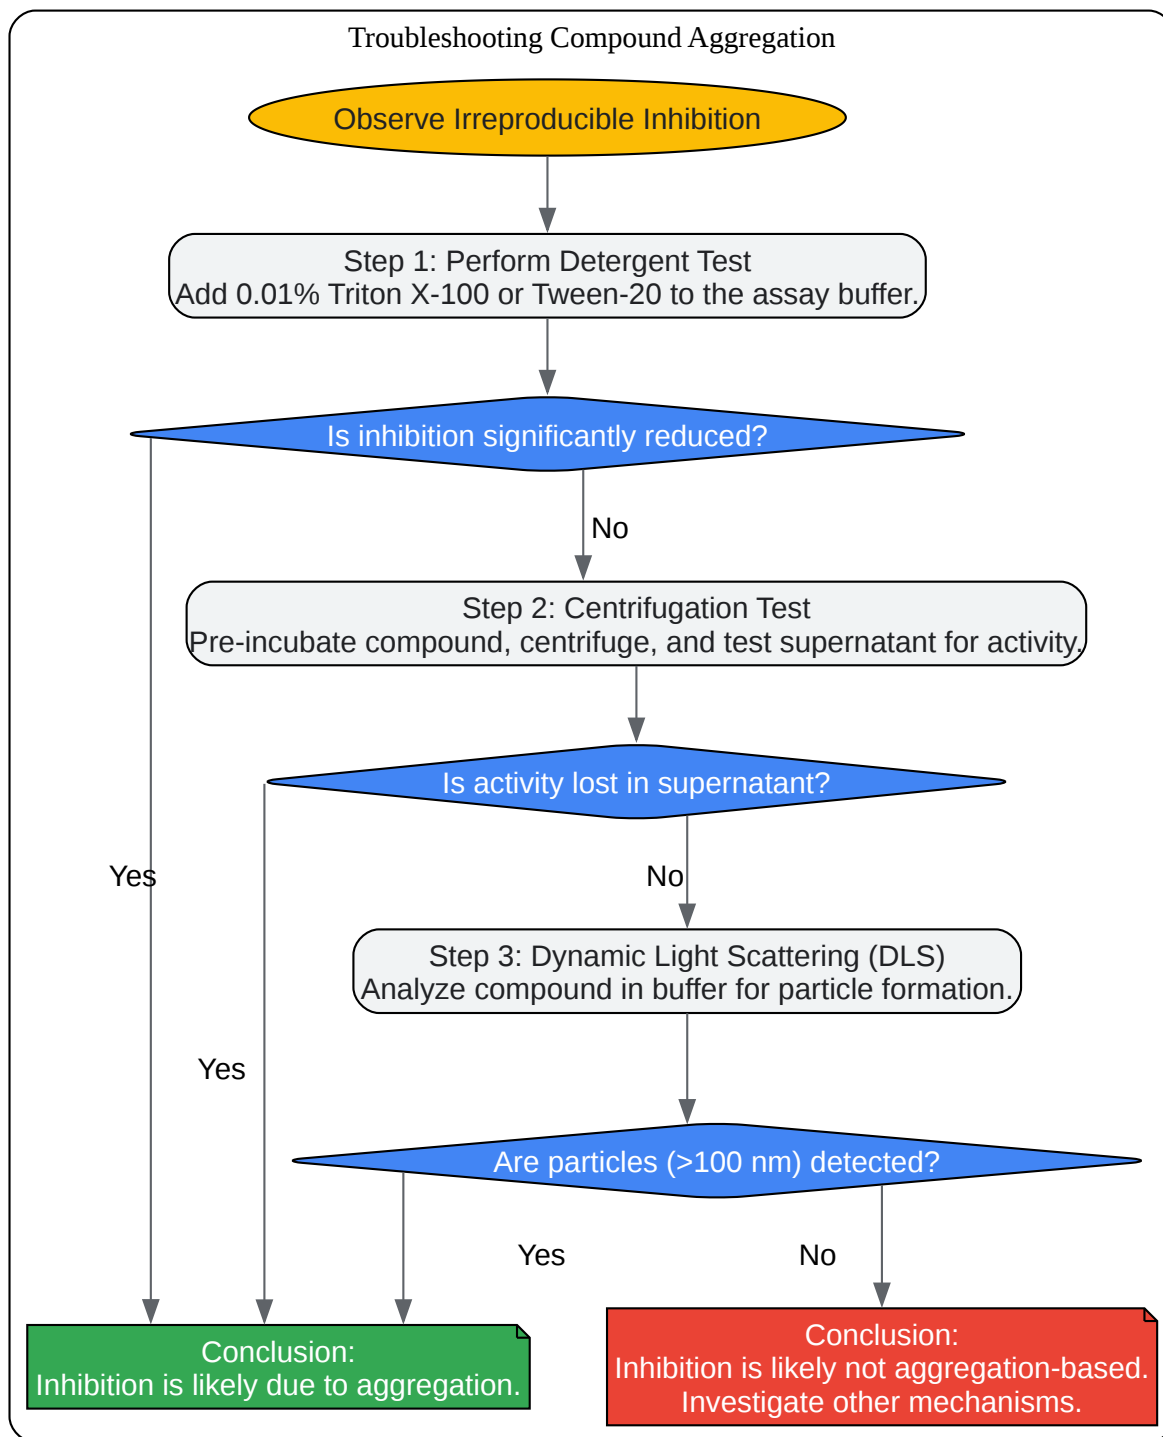 Troubleshooting Compound Aggregation
Observe Irreproducible Inhibition
Step 1: Perform Detergent Test
Add 0.01% Triton X-100 or Tween-20 to the assay buffer.
Is inhibition significantly reduced?
No
Step 2: Centrifugation Test
Pre-incubate compound, centrifuge, and test supernatant for activity.
Is activity lost in supernatant?
Yes
No
Step 3: Dynamic Light Scattering (DLS)
Analyze compound in buffer for particle formation.
Yes
Are particles (>100 nm) detected?
Yes
No
Conclusion:
Inhibition is likely due to aggregation.
Conclusion:
Inhibition is likely not aggregation-based.
Investigate other mechanisms.